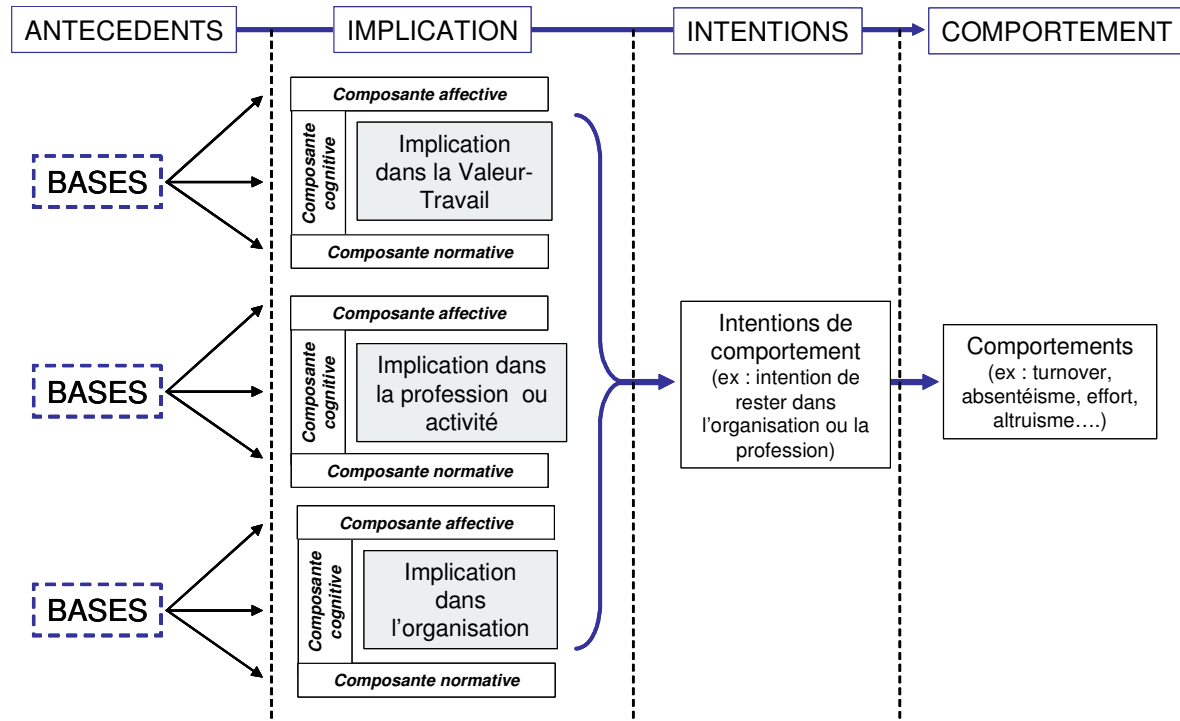 ANTECEDENTS
IMPLICATION
INTENTIONS
COMPORTEMENT
BASES
Composante affective
Composante
cognitive
Implication
dans la Valeur-
Travail
Composante normative
BASES
Composante affective
Composante
cognitive
Implication dans
la profession ou
activité
Composante normative
BASES
Composante affective
Composante
cognitive
Implication
dans
l’organisation
Composante normative
Intentions de
comportement
(ex : intention de
rester dans
l’organisation ou la
profession)
Comportements
(ex : turnover,
absentéisme, effort,
altruisme….)